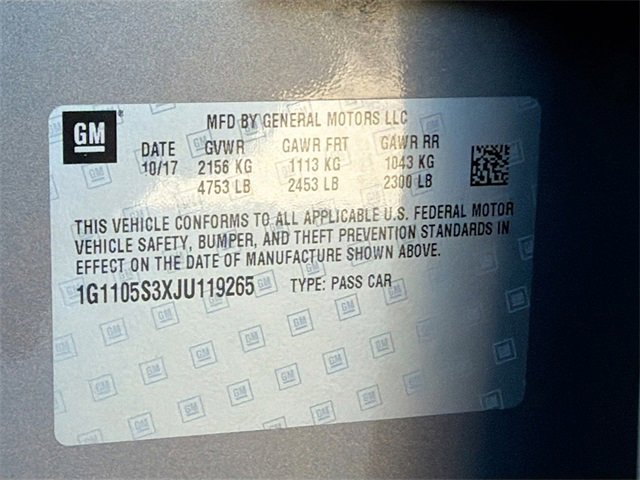 GM
MFD BY GENERAL MOTORS LLC
DATE GVWR GAWR FRT GAWR RR
10/17 2156 KG 1113 KG 1043 KG
4753 LB 2453 LB 2300 LB
THIS VEHICLE CONFORMS TO ALL APPLICABLE U.S. FEDERAL MOTOR
VEHICLE SAFETY, BUMPER, AND THEFT PREVENTION STANDARDS IN
EFFECT ON THE DATE OF MANUFACTURE SHOWN ABOVE.
1G1105S3XJU119265 TYPE: PASS CAR